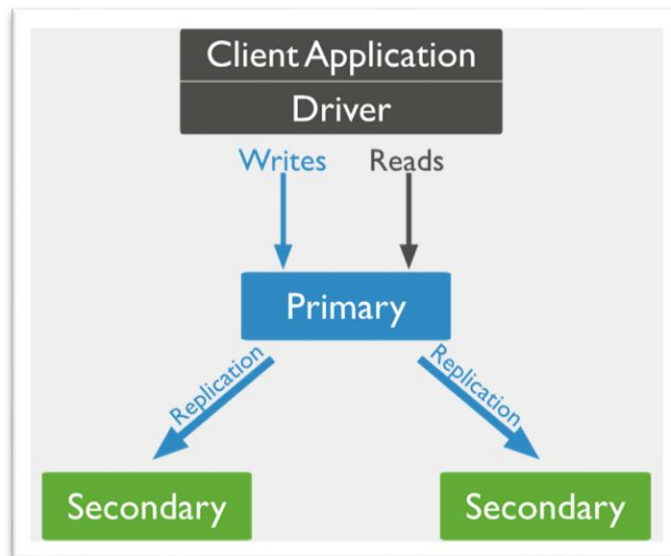 Client Application
Driver
Writes Reads
Primary
Replication Replication
Secondary Secondary